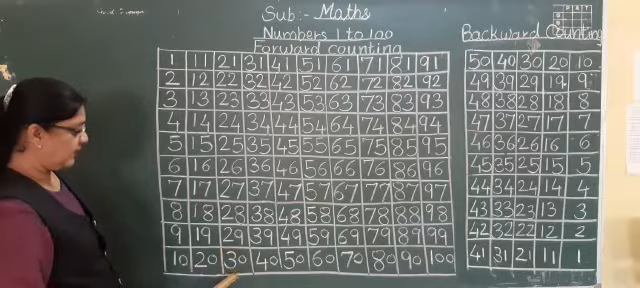 Sub:- Maths
Numbers 1 to 100
Forward counting
1 11 21 31 41 51 61 71 81 91
2 12 22 32 42 52 62 72 82 92
3 13 23 33 43 53 63 73 83 93
4 14 24 34 44 54 64 74 84 94
5 15 25 35 45 55 65 75 85 95
6 16 26 36 46 56 66 76 86 96
7 17 27 37 47 57 67 77 87 97
8 18 28 38 48 58 68 78 88 98
9 19 29 39 49 59 69 79 89 99
10 20 30 40 50 60 70 80 90 100
Backward Counting
50 40 30 20 10
49 39 29 19 9
48 38 28 18 8
47 37 27 17 7
46 36 26 16 6
45 35 25 15 5
44 34 24 14 4
43 33 23 13 3
42 32 22 12 2
41 31 21 11 1